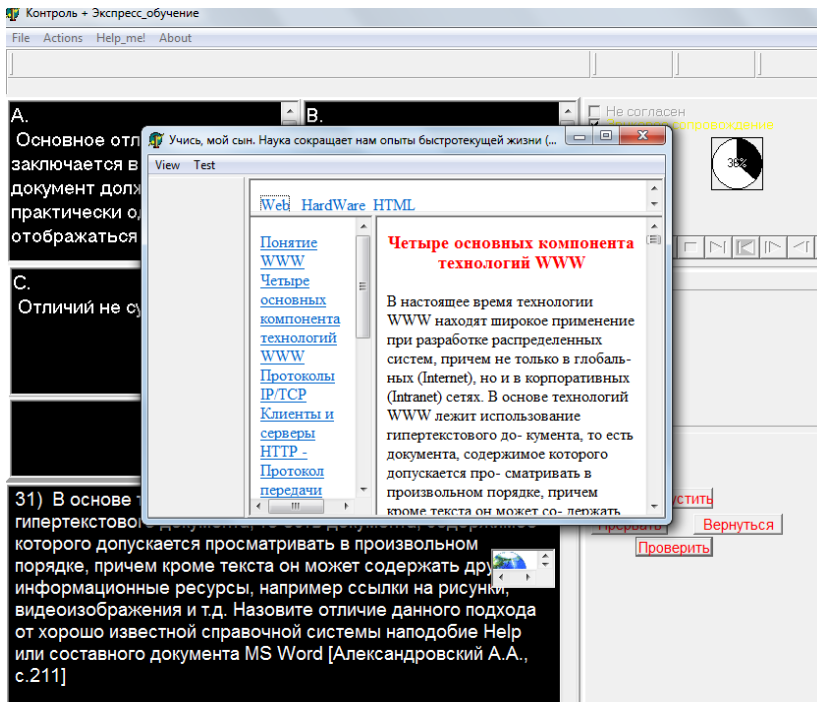 Контроль + Экспресс_обучение
File Actions Help_me! About
A.
Основное отл
заключается в
документ долж
практически о
отображаться
B.
Не согласен
сопровождение
36%
C.
Отличий не су
Учись, мой сын. Наука сокращает нам опыты быстротекущей жизни (...
View Test
Web HardWare HTML
Понятие
WWW
Четыре
основных
компонента
технологий
WWW
Протоколы
IP/TCP
Клиенты и
серверы
HTTP -
Протокол
передачи
Четыре основных компонента
технологий WWW
В настоящее время технологии
WWW находят широкое применение
при разработке распределенных
систем, причем не только в глобаль-
ных (Internet), но и в корпоративных
(Intranet) сетях. В основе технологий
WWW лежит использование
гипертекстового до- кумента, то есть
документа, содержимое которого
допускается про- сматривать в
произвольном порядке, причем
кроме текста он может со- держать
31) В основе т
гипертекстового документа, то есть документа, содержимое
которого допускается просматривать в произвольном
порядке, причем кроме текста он может содержать дру
информационные ресурсы, например ссылки на рисунки,
видеоизображения и т.д. Назовите отличие данного подхода
от хорошо известной справочной системы наподобие Help
или составного документа MS Word [Александровский А.А.,
с.211]
устить
Прервать Вернуться
Проверить